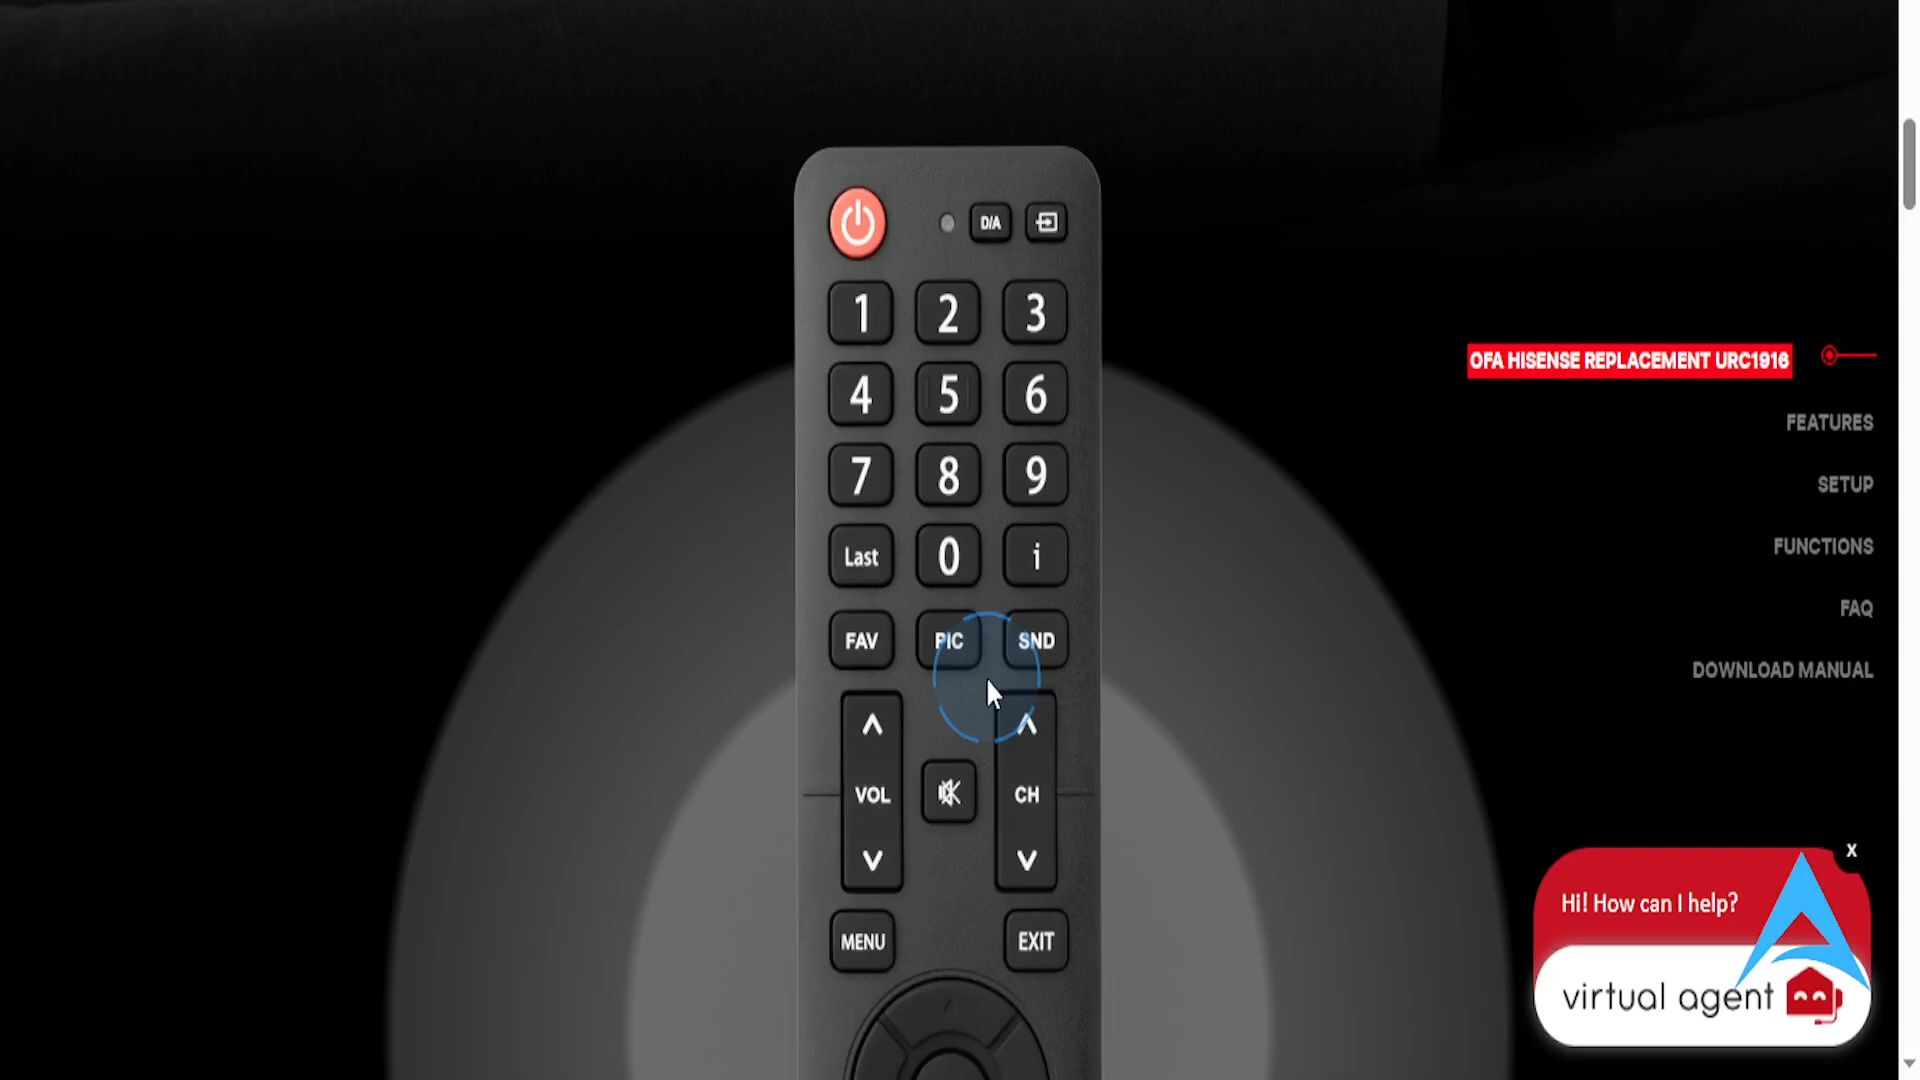 D/A
1 2 3
4 5 6
7 8 9
Last 0 i
FAV PIC SND
VOL CH
MENU EXIT
OFA HISENSE REPLACEMENT URC1916
FEATURES
SETUP
FUNCTIONS
FAQ
DOWNLOAD MANUAL
x
Hi! How can I help?
virtual agent